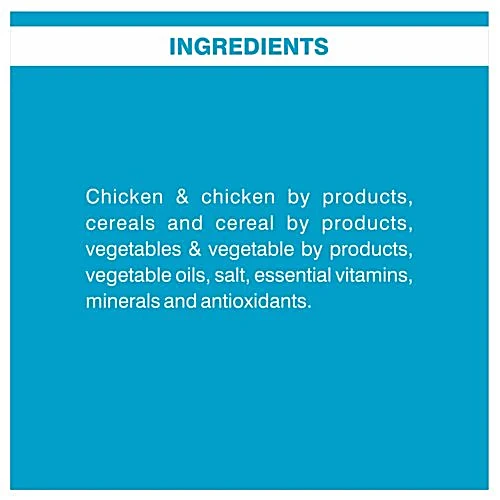 INGREDIENTS
Chicken & chicken by products,
cereals and cereal by products,
vegetables & vegetable by products,
vegetable oils, salt, essential vitamins,
minerals and antioxidants.